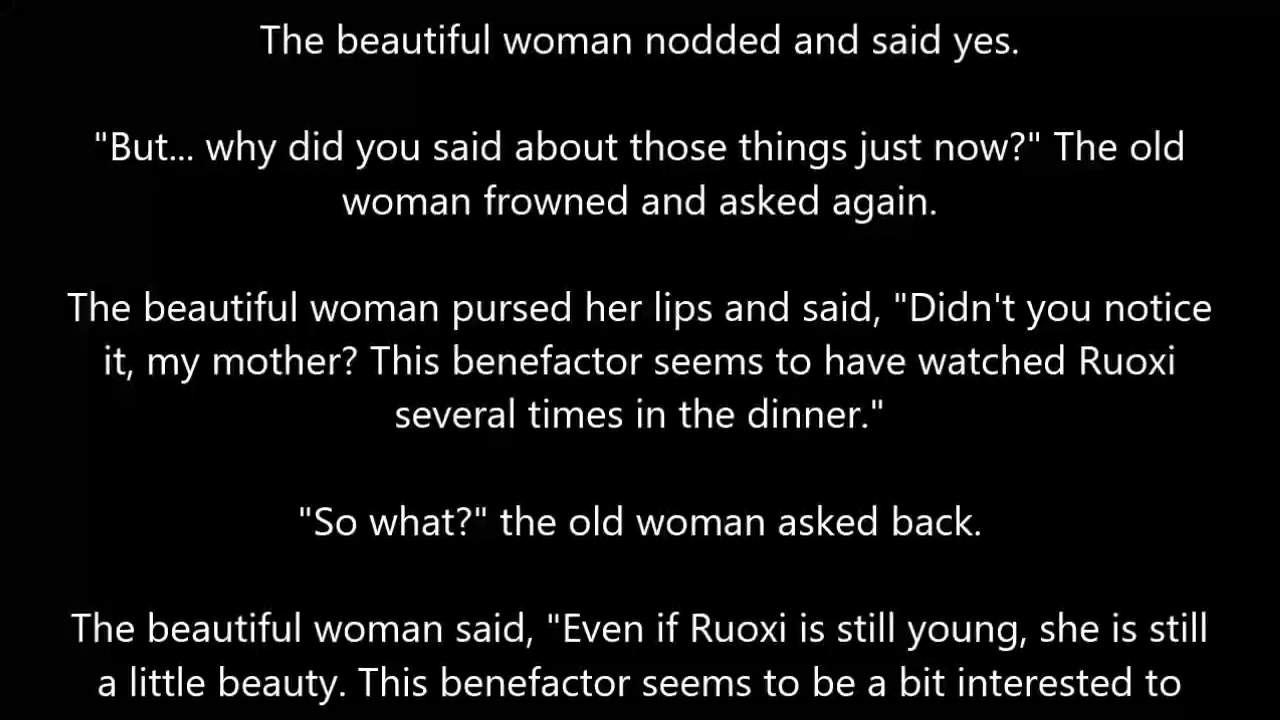 The beautiful woman nodded and said yes.
"But... why did you said about those things just now?" The old
woman frowned and asked again.
The beautiful woman pursed her lips and said, "Didn't you notice
it, my mother? This benefactor seems to have watched Ruoxi
several times in the dinner."
"So what?" the old woman asked back.
The beautiful woman said, "Even if Ruoxi is still young, she is still
a little beauty. This benefactor seems to be a bit interested to